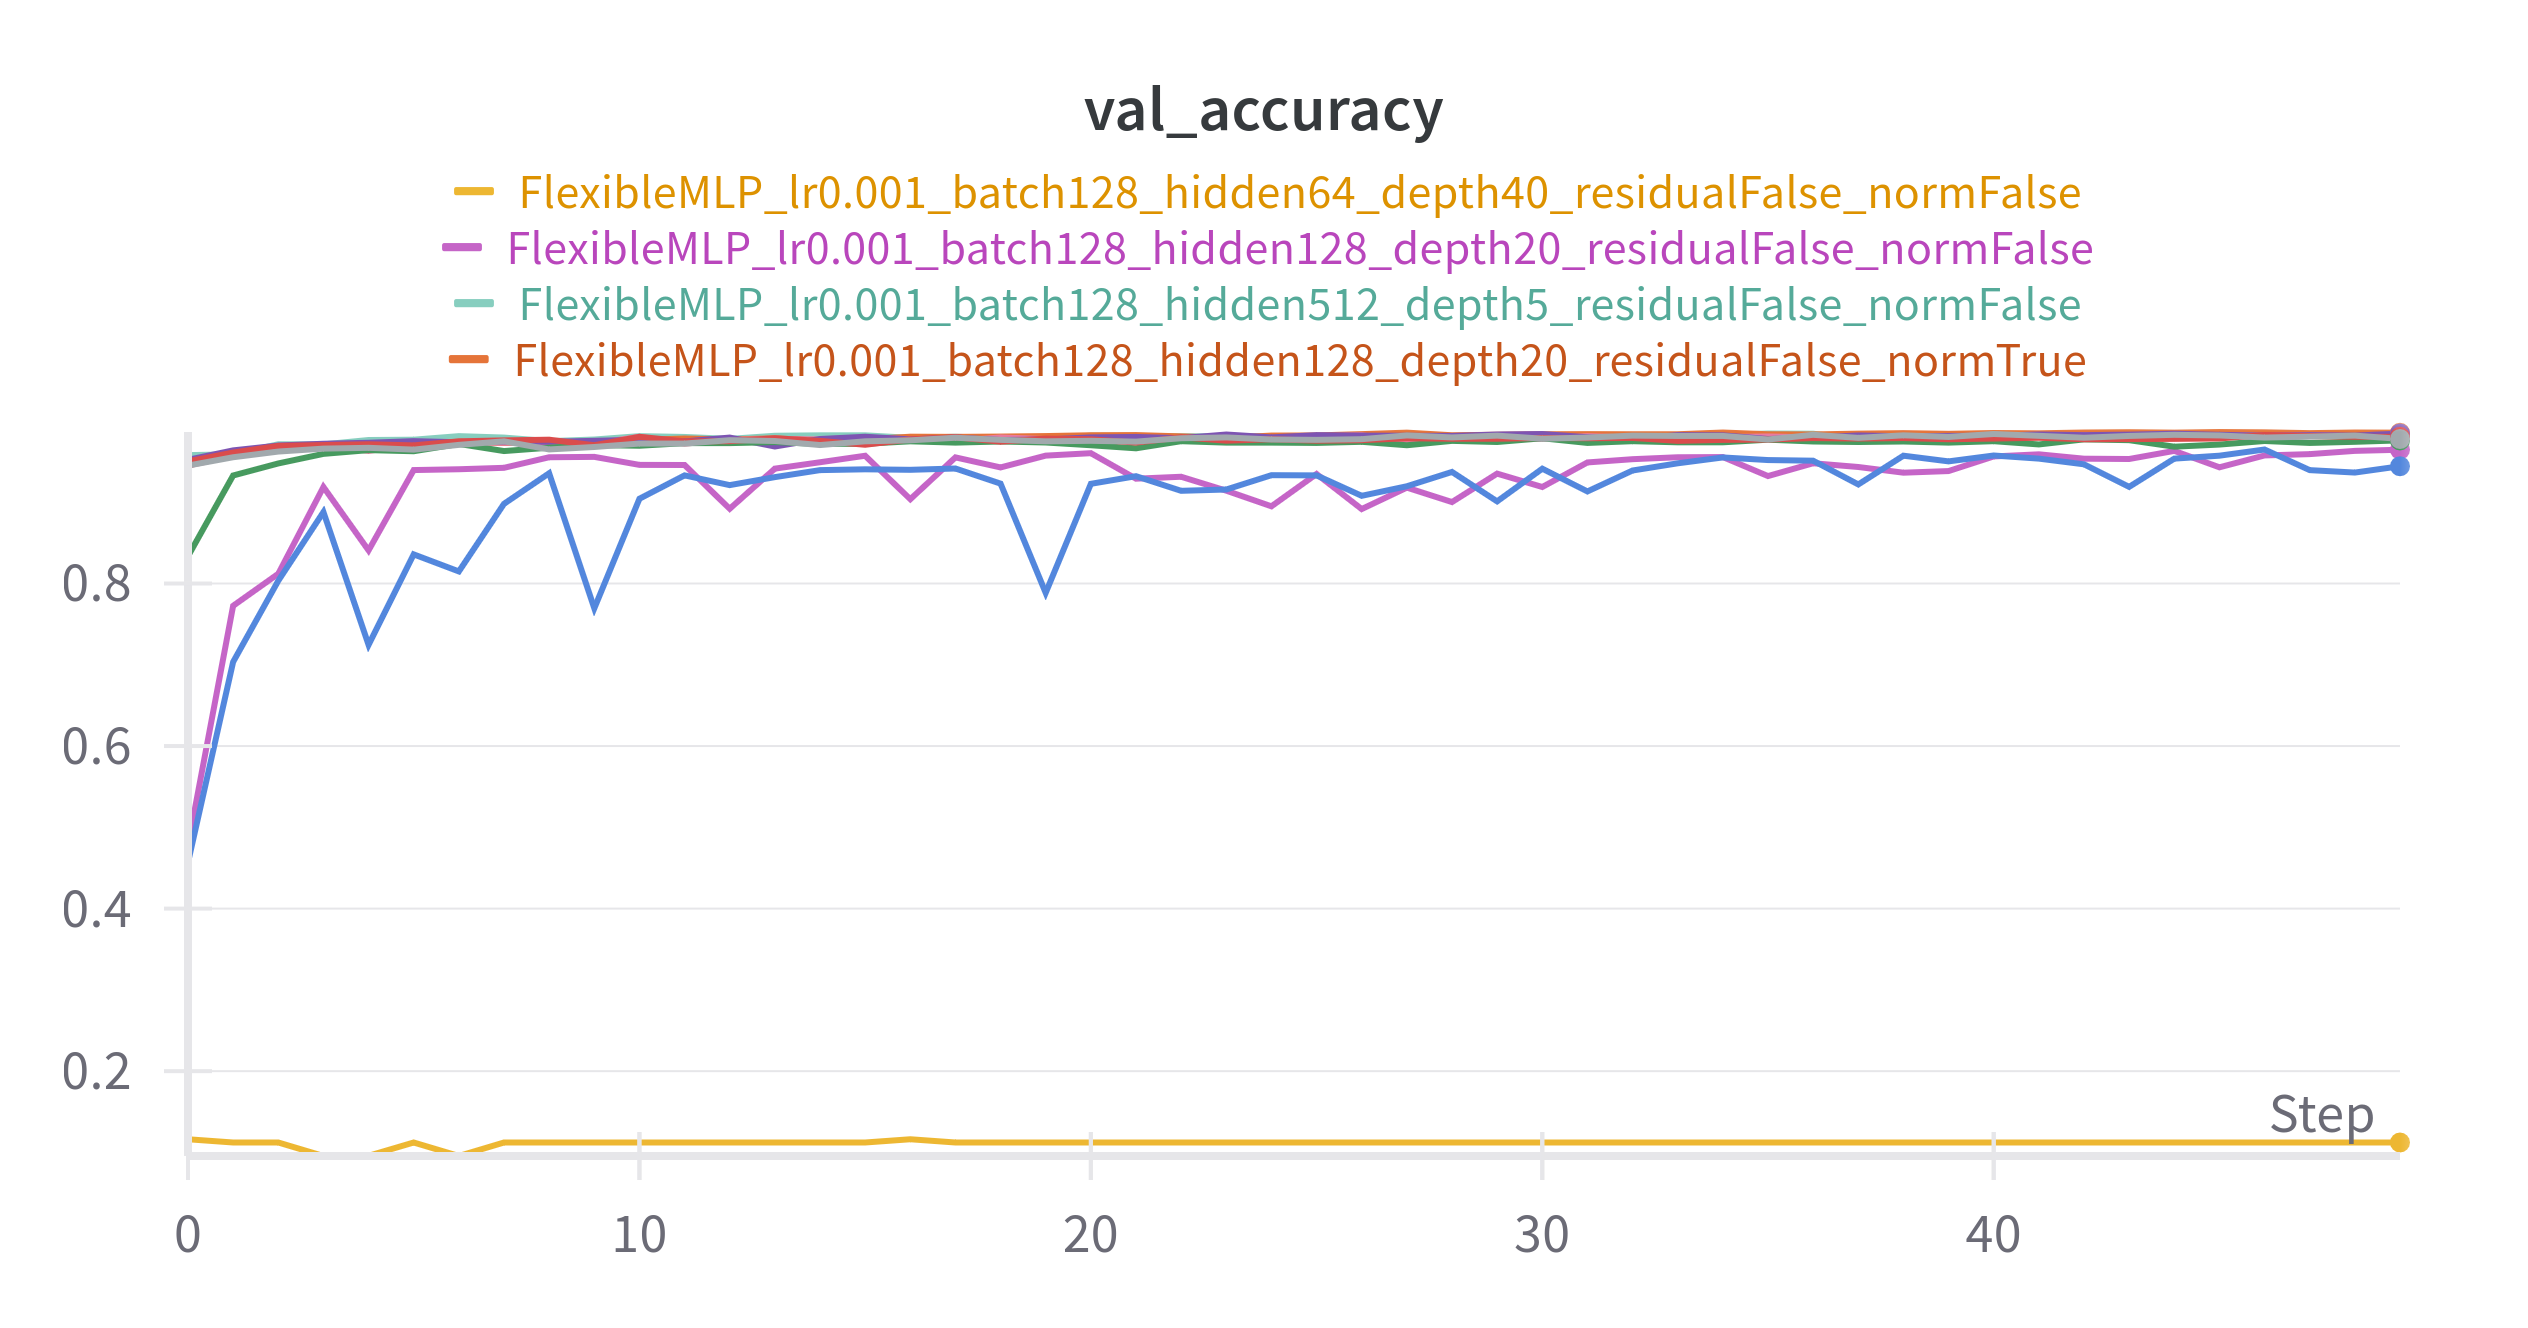 val_accuracy
FlexibleMLP_lr0.001_batch128_hidden64_depth40_residualFalse_normFalse
FlexibleMLP_lr0.001_batch128_hidden128_depth20_residualFalse_normFalse
FlexibleMLP_lr0.001_batch128_hidden512_depth5_residualFalse_normFalse
FlexibleMLP_lr0.001_batch128_hidden128_depth20_residualFalse_normTrue
0.8
0.6
0.4
0.2
Step
0 10 20 30 40